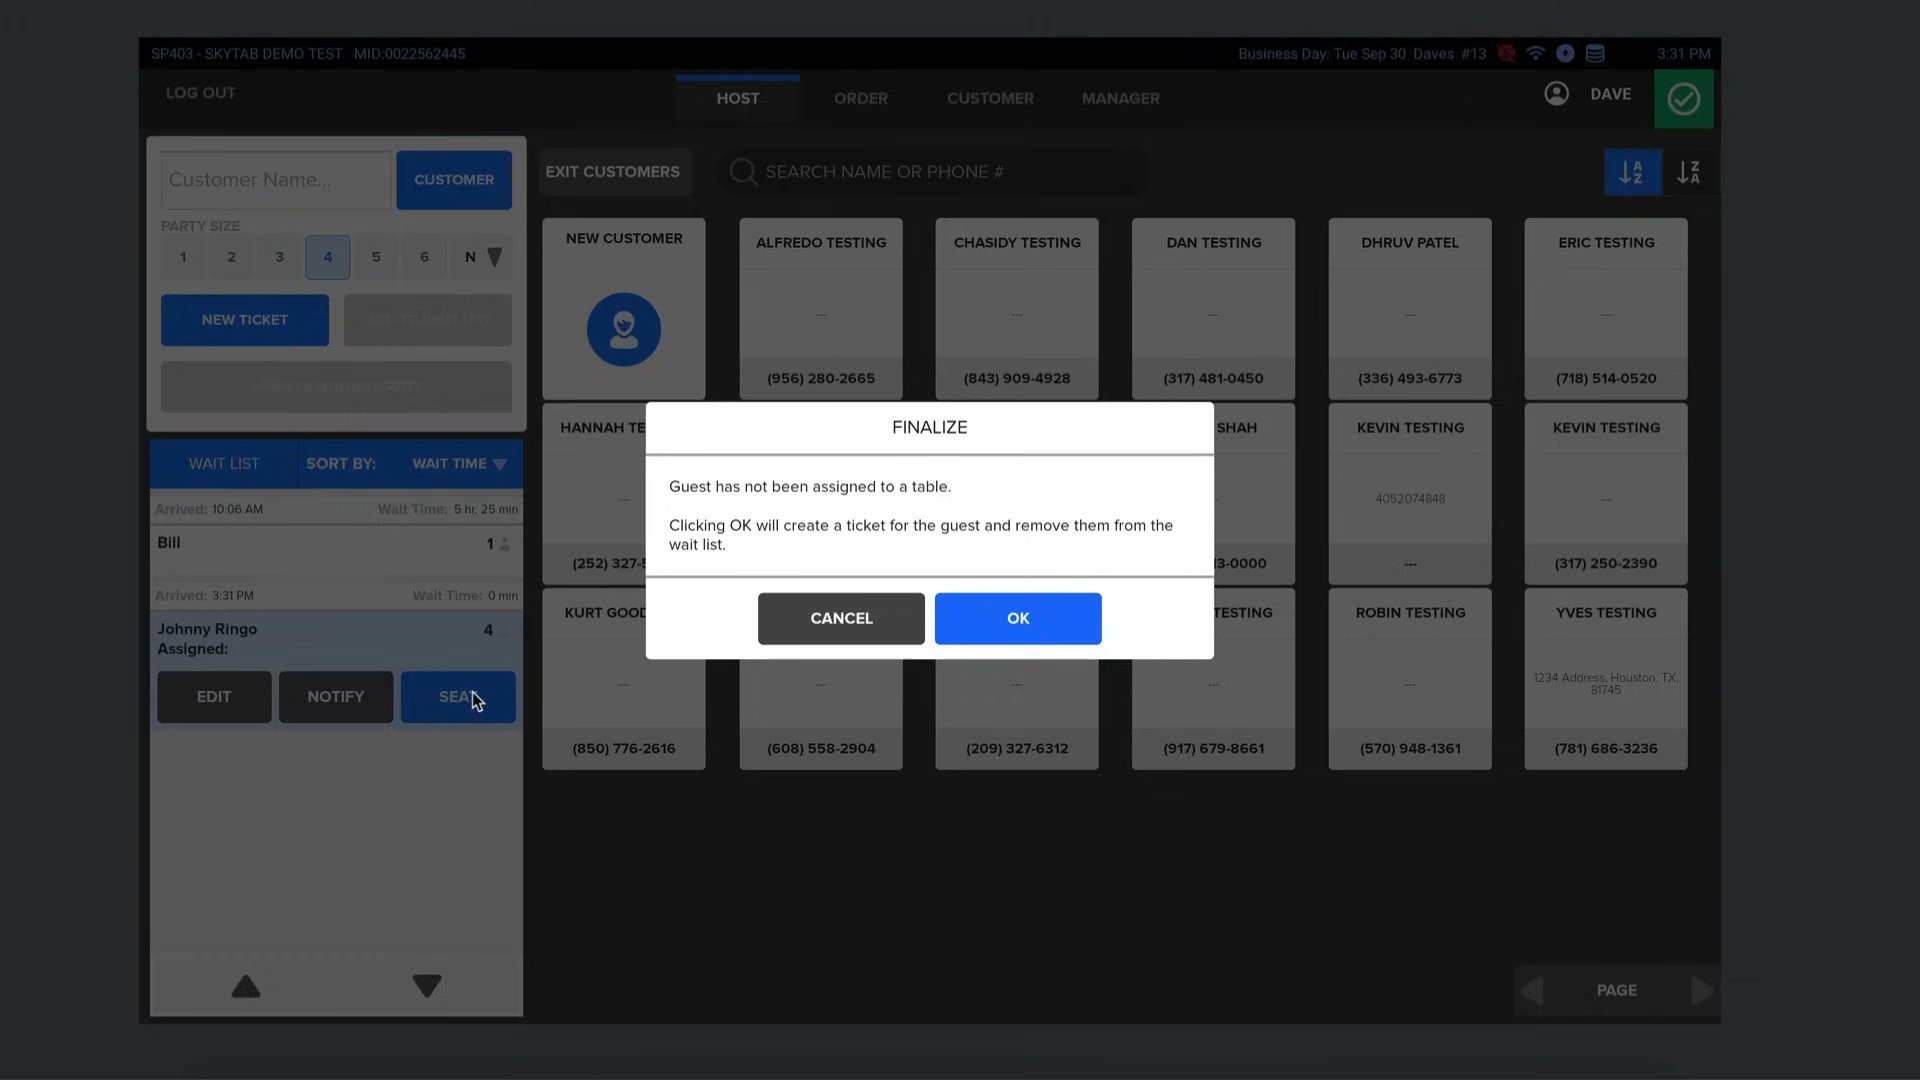 SP403 - SKYTAB DEMO TEST MID:0022562445
Business Day: Tue Sep 30 Daves #13
3:31 PM
LOG OUT
HOST
ORDER
CUSTOMER
MANAGER
DAVE
Customer Name...
CUSTOMER
PARTY SIZE
1 2 3 4 5 6 N
NEW TICKET
EXIT CUSTOMERS
SEARCH NAME OR PHONE #
A Z
Z A
NEW CUSTOMER
ALFREDO TESTING
---
(956) 280-2665
CHASIDY TESTING
---
(843) 909-4928
DAN TESTING
---
(317) 481-0450
DHRUV PATEL
---
(336) 493-6773
ERIC TESTING
---
(718) 514-0520
HANNAH TE
---
(252) 327-
SHAH
3-0000
KEVIN TESTING
4052074848
---
KEVIN TESTING
---
(317) 250-2390
KURT GOOD
---
(850) 776-2616
---
(608) 558-2904
---
(209) 327-6312
TESTING
---
(917) 679-8661
ROBIN TESTING
---
(570) 948-1361
YVES TESTING
1234 Address, Houston, TX,
81745
(781) 686-3236
WAIT LIST
SORT BY:
WAIT TIME
Arrived: 10:06 AM
Wait Time: 5 hr, 25 min
Bill
1
Arrived: 3:31 PM
Wait Time: 0 min
Johnny Ringo
4
Assigned:
EDIT
NOTIFY
SEA
FINALIZE
Guest has not been assigned to a table.
Clicking OK will create a ticket for the guest and remove them from the
wait list.
CANCEL
OK
PAGE